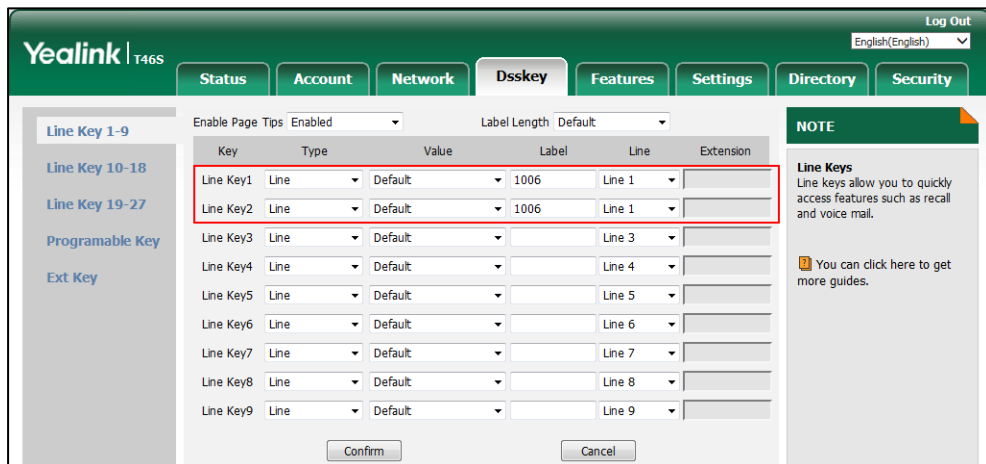 Log Out
Yealink | T46S
English(English)
Status Account Network Dsskey Features Settings Directory Security
Line Key 1-9
Line Key 10-18
Line Key 19-27
Programable Key
Ext Key
Enable Page Tips Enabled Label Length Default
Key Type Value Label Line Extension
Line Key1 Line Default 1006 Line 1
Line Key2 Line Default 1006 Line 1
Line Key3 Line Default Line 3
Line Key4 Line Default Line 4
Line Key5 Line Default Line 5
Line Key6 Line Default Line 6
Line Key7 Line Default Line 7
Line Key8 Line Default Line 8
Line Key9 Line Default Line 9
Confirm Cancel
NOTE
Line Keys
Line keys allow you to quickly
access features such as recall
and voice mail.
? You can click here to get
more guides.